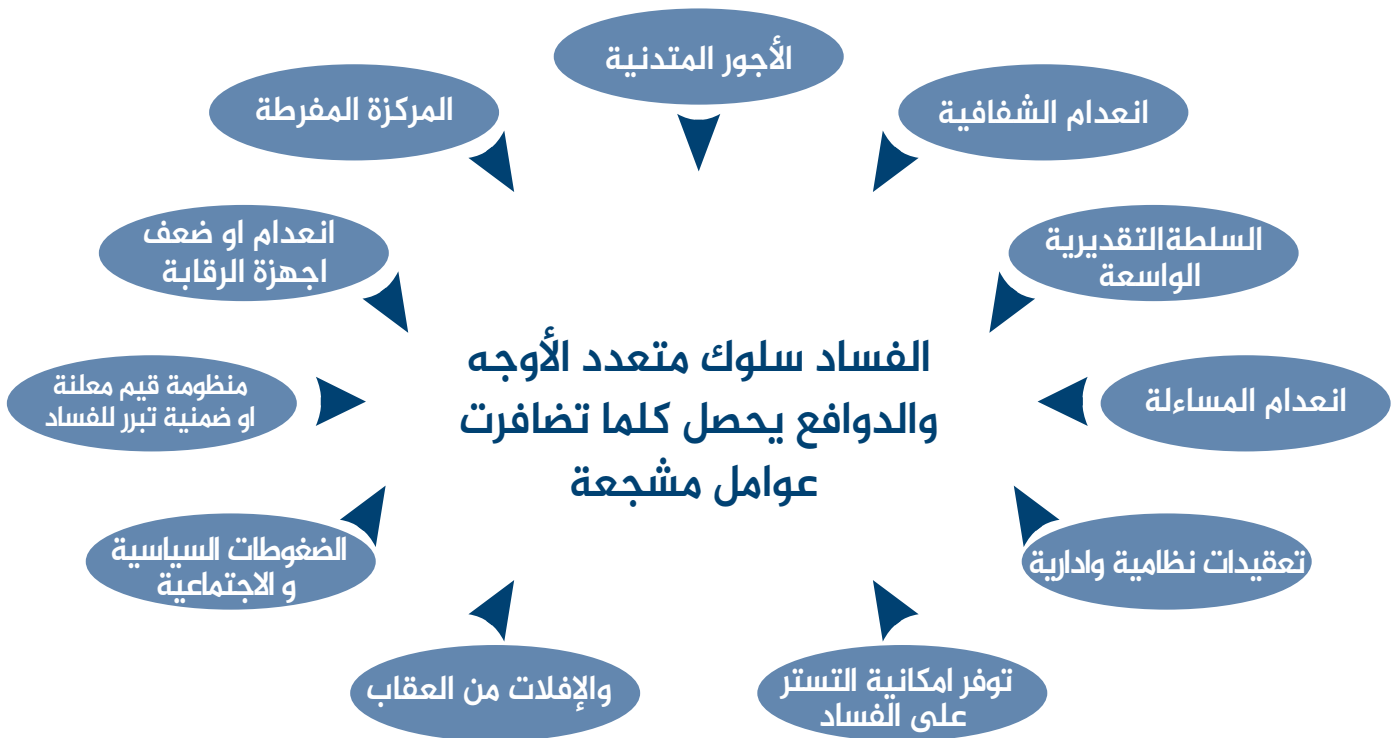 الأجور المتدنية
انعدام الشفافية
السلطةالتقديرية
الواسعة
انعدام المساءلة
تعقيدات نظامية وادارية
توفر امكانية التستر
على الفساد
والإفلات من العقاب
الضغوطات السياسية
و الاجتماعية
منظومة قيم معلنة
او ضمنية تبرر للفساد
انعدام او ضعف
اجهزة الرقابة
المركزة المفرطة
الفساد سلوك متعدد الأوجه
والدوافع يحصل كلما تضافرت
عوامل مشجعة